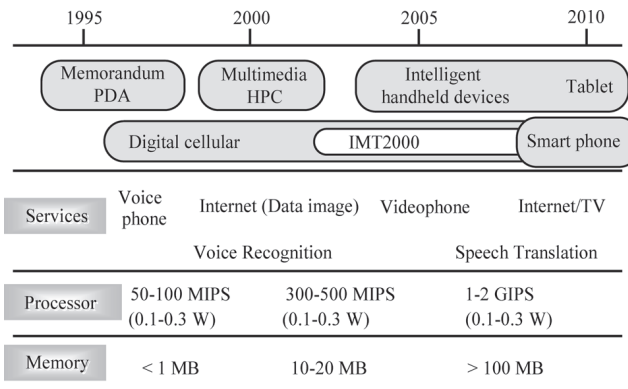 1995 2000 2005 2010
Memorandum
PDA
Multimedia
HPC
Intelligent
handheld devices
Tablet
Digital cellular
IMT2000
Smart phone
Services
Voice
phone
Internet (Data image)
Videophone
Internet/TV
Voice Recognition
Speech Translation
Processor
50-100 MIPS
(0.1-0.3 W)
300-500 MIPS
(0.1-0.3 W)
1-2 GIPS
(0.1-0.3 W)
Memory
< 1 MB
10-20 MB
> 100 MB